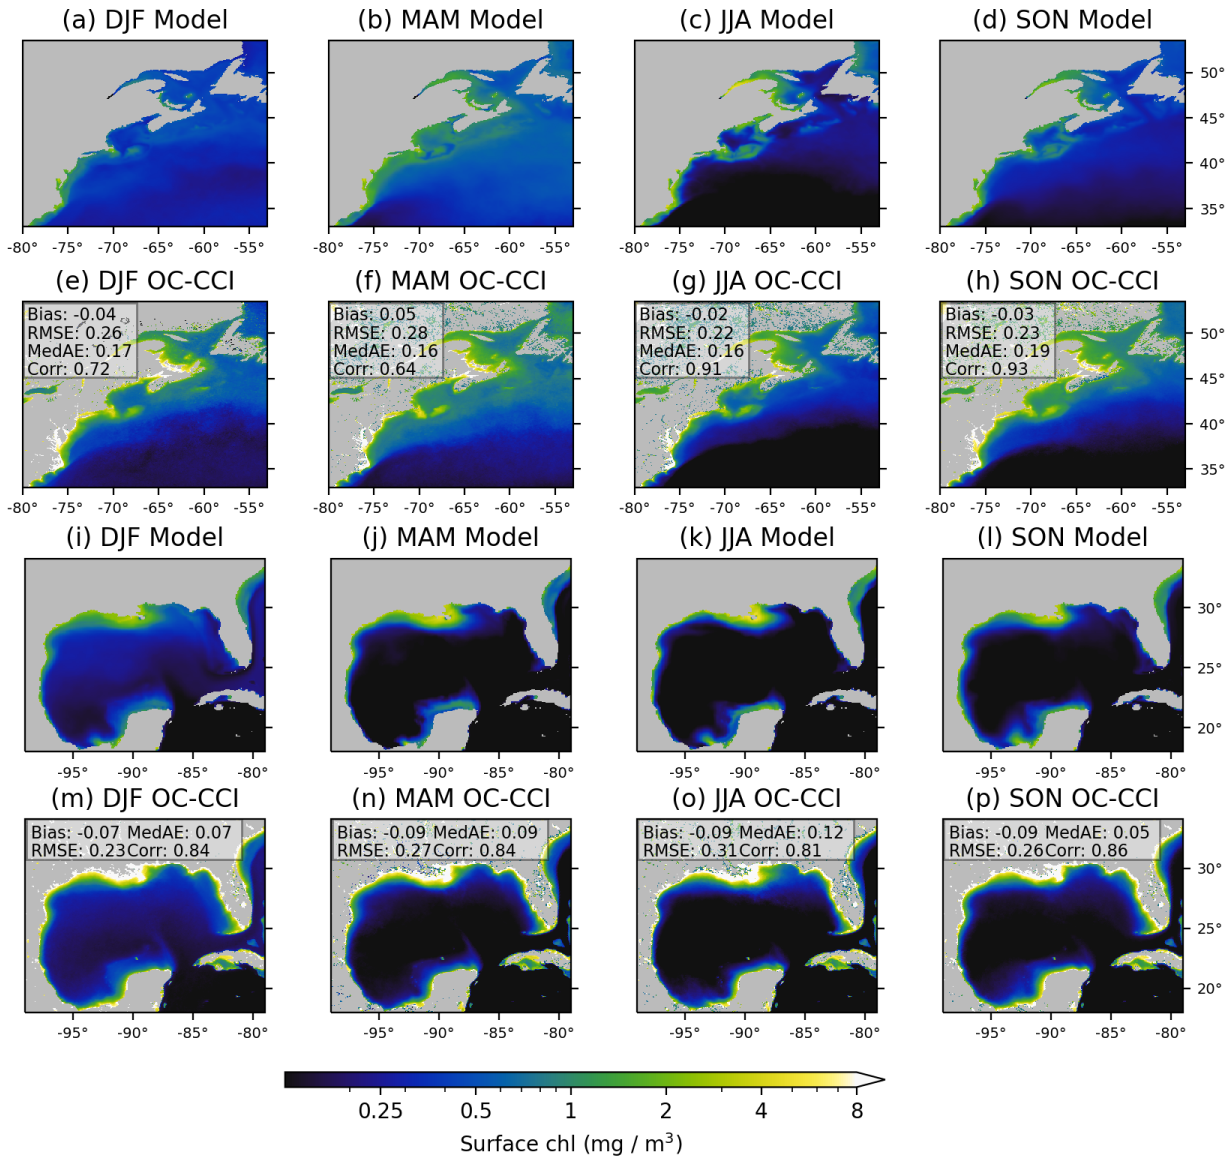 (a) DJF Model (b) MAM Model (c) JJA Model (d) SON Model
50°
45°
40°
35°
-80° -75° -70° -65° -60° -55° -80° -75° -70° -65° -60° -55° -80° -75° -70° -65° -60° -55° -80° -75° -70° -65° -60° -55°
(e) DJF OC-CCI (f) MAM OC-CCI (g) JJA OC-CCI (h) SON OC-CCI
Bias: -0.04 Bias: 0.05 Bias: -0.02 Bias: -0.03
RMSE: 0.26 RMSE: 0.28 RMSE: 0.22 RMSE: 0.23 50°
MedAE: 0.17 MedAE: 0.16 MedAE: 0.16 MedAE: 0.19
Corr: 0.72 Corr: 0.64 Corr: 0.91 Corr: 0.93
45°
40°
35°
-80° -75° -70° -65° -60° -55° -80° -75° -70° -65° -60° -55° -80° -75° -70° -65° -60° -55° -80° -75° -70° -65° -60° -55°
(i) DJF Model (j) MAM Model (k) JJA Model (l) SON Model
30°
25°
20°
-95° -90° -85° -80° -95° -90° -85° -80° -95° -90° -85° -80° -95° -90° -85° -80°
(m) DJF OC-CCI (n) MAM OC-CCI (o) JJA OC-CCI (p) SON OC-CCI
Bias: -0.07 MedAE: 0.07 Bias: -0.09 MedAE: 0.09 Bias: -0.09 MedAE: 0.12 Bias: -0.09 MedAE: 0.05
RMSE: 0.23Corr: 0.84 RMSE: 0.27Corr: 0.84 RMSE: 0.31Corr: 0.81 RMSE: 0.26Corr: 0.86
30°
25°
20°
-95° -90° -85° -80° -95° -90° -85° -80° -95° -90° -85° -80° -95° -90° -85° -80°
0.25 0.5 1 2 4 8
Surface chl (mg / m³)